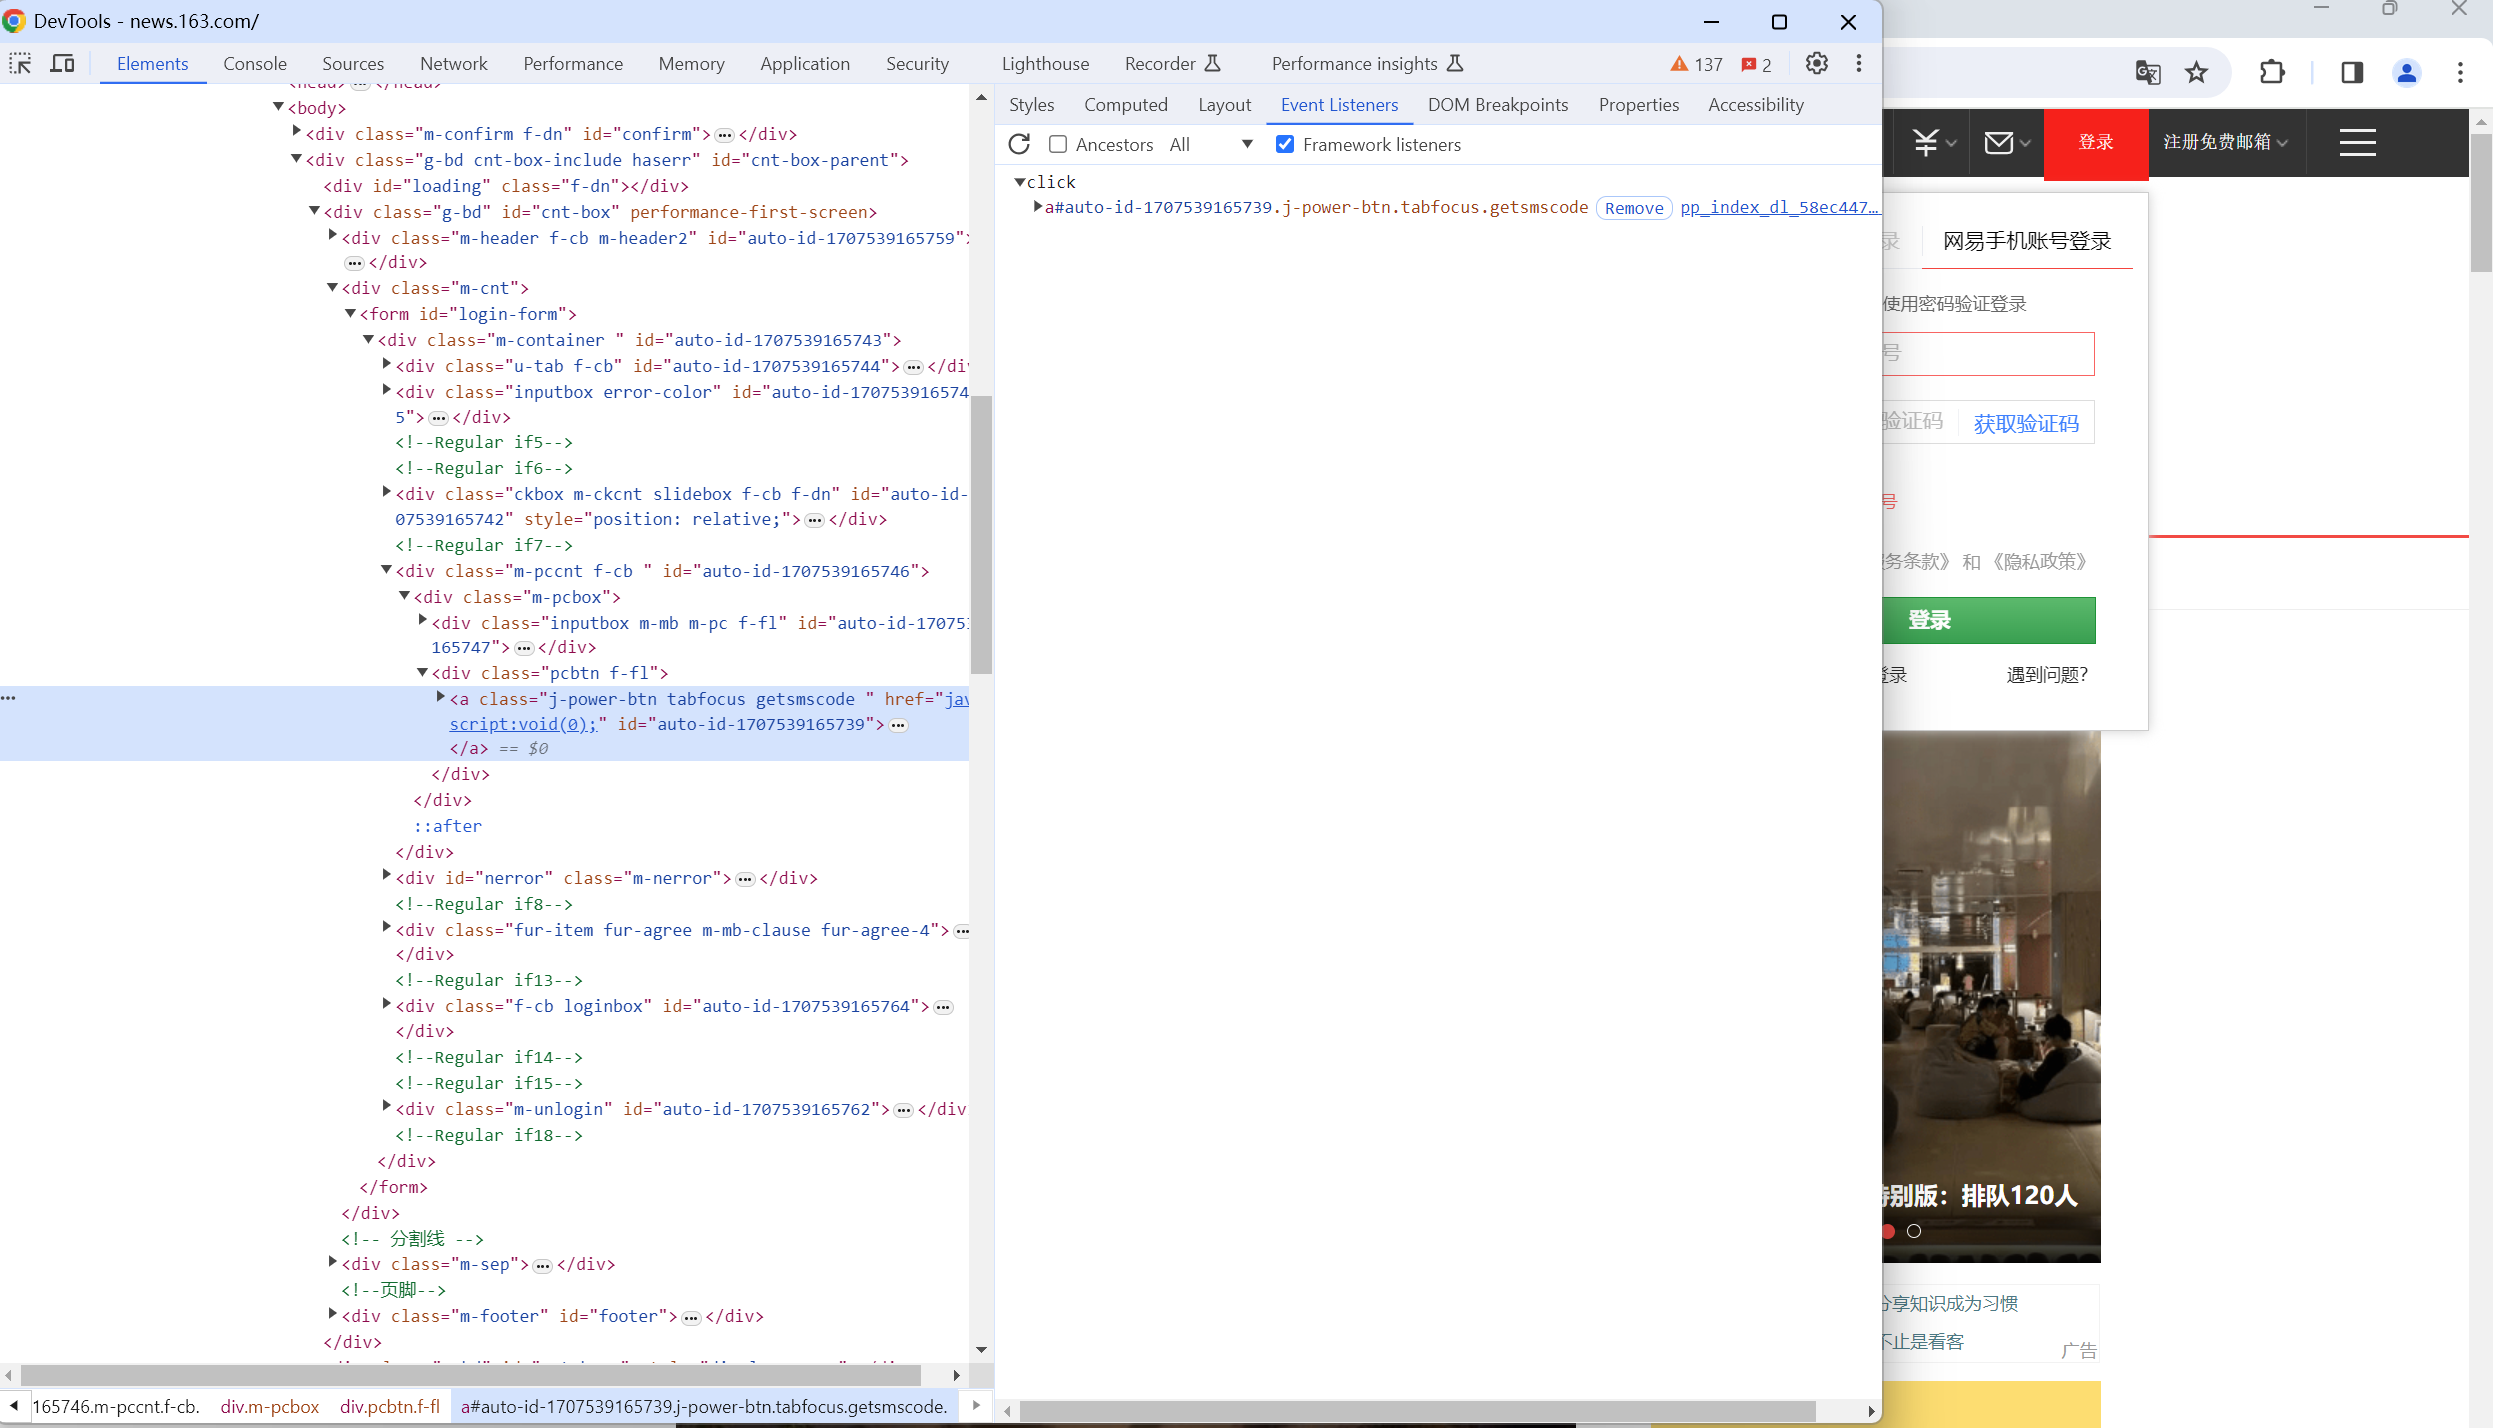 DevTools - news.163.com/
Elements Console Sources Network Performance Memory Application Security Lighthouse Recorder Performance insights 137 2
<head> ••• </head>
<body>
<div class="m-confirm f-dn" id="confirm"> ••• </div>
<div class="g-bd cnt-box-include haserr" id="cnt-box-parent">
<div id="loading" class="f-dn"></div>
<div class="g-bd" id="cnt-box" performance-first-screen>
<div class="m-header f-cb m-header2" id="auto-id-1707539165759">
••• </div>
<div class="m-cnt">
<form id="login-form">
<div class="m-container " id="auto-id-1707539165743">
<div class="u-tab f-cb" id="auto-id-1707539165744"> ••• </div
<div class="inputbox error-color" id="auto-id-170753916574
5"> ••• </div>
<!--Regular if5-->
<!--Regular if6-->
<div class="ckbox m-ckcnt slidebox f-cb f-dn" id="auto-id-
07539165742" style="position: relative;"> ••• </div>
<!--Regular if7-->
<div class="m-pccnt f-cb " id="auto-id-1707539165746">
<div class="m-pcbox">
<div class="inputbox m-mb m-pc f-fl" id="auto-id-17075
165747"> ••• </div>
<div class="pcbtn f-fl">
••• <a class="j-power-btn tabfocus getsmscode " href="jav
script:void(0);" id="auto-id-1707539165739"> •••
</a> == $0
</div>
</div>
::after
</div>
<div id="nerror" class="m-nerror"> ••• </div>
<!--Regular if8-->
<div class="fur-item fur-agree m-mb-clause fur-agree-4"> •••
</div>
<!--Regular if13-->
<div class="f-cb loginbox" id="auto-id-1707539165764"> •••
</div>
<!--Regular if14-->
<!--Regular if15-->
<div class="m-unlogin" id="auto-id-1707539165762"> ••• </div
<!--Regular if18-->
</div>
</form>
</div>
<!-- 分割线 -->
<div class="m-sep"> ••• </div>
<!--页脚-->
<div class="m-footer" id="footer"> ••• </div>
</div>
165746.m-pccnt.f-cb. div.m-pcbox div.pcbtn.f-fl a#auto-id-1707539165739.j-power-btn.tabfocus.getsmscode.
Styles Computed Layout Event Listeners DOM Breakpoints Properties Accessibility
Ancestors All Framework listeners
click
a#auto-id-1707539165739.j-power-btn.tabfocus.getsmscode Remove pp_index_dl_58ec447…
登录 注册免费邮箱
录 网易手机账号登录
使用密码验证登录
号
验证码 获取验证码
号
务条款》 和 《隐私政策》
登录
登录 遇到问题?
特别版：排队120人
分享知识成为习惯
不止是看客
广告